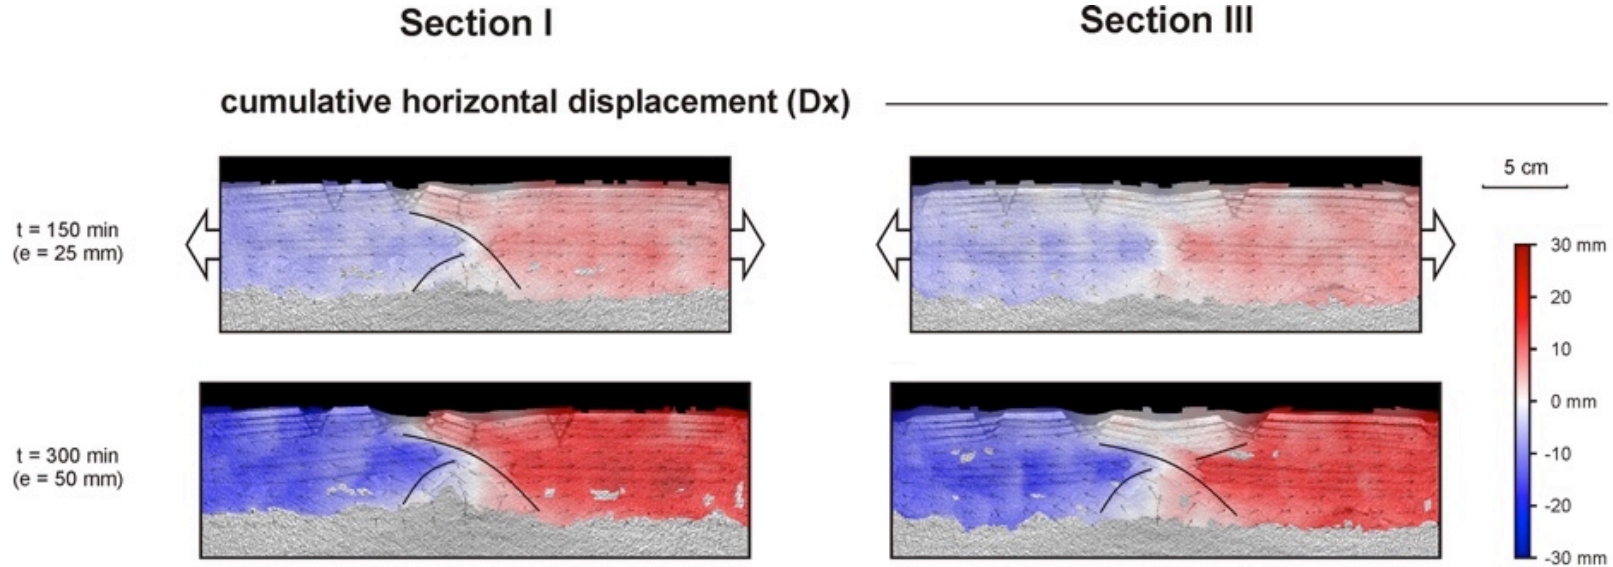 Section I
Section III
cumulative horizontal displacement (Dx)
5 cm
t = 150 min
(e = 25 mm)
30 mm
20
10
0 mm
-10
-20
-30 mm
t = 300 min
(e = 50 mm)